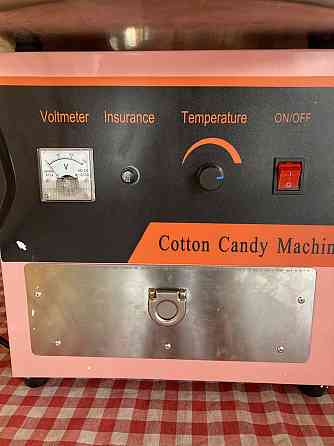 Voltmeter Insurance Temperature ON/OFF
V
Cotton Candy Machin